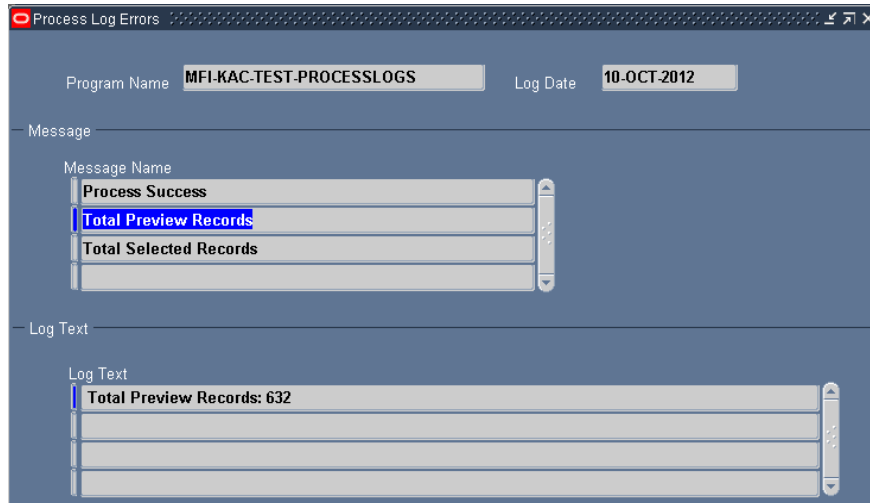 Process Log Errors
Program Name MFI-KAC-TEST-PROCESSLOGS Log Date 10-OCT-2012
Message
Message Name
Process Success
Total Preview Records
Total Selected Records
Log Text
Log Text
Total Preview Records: 632